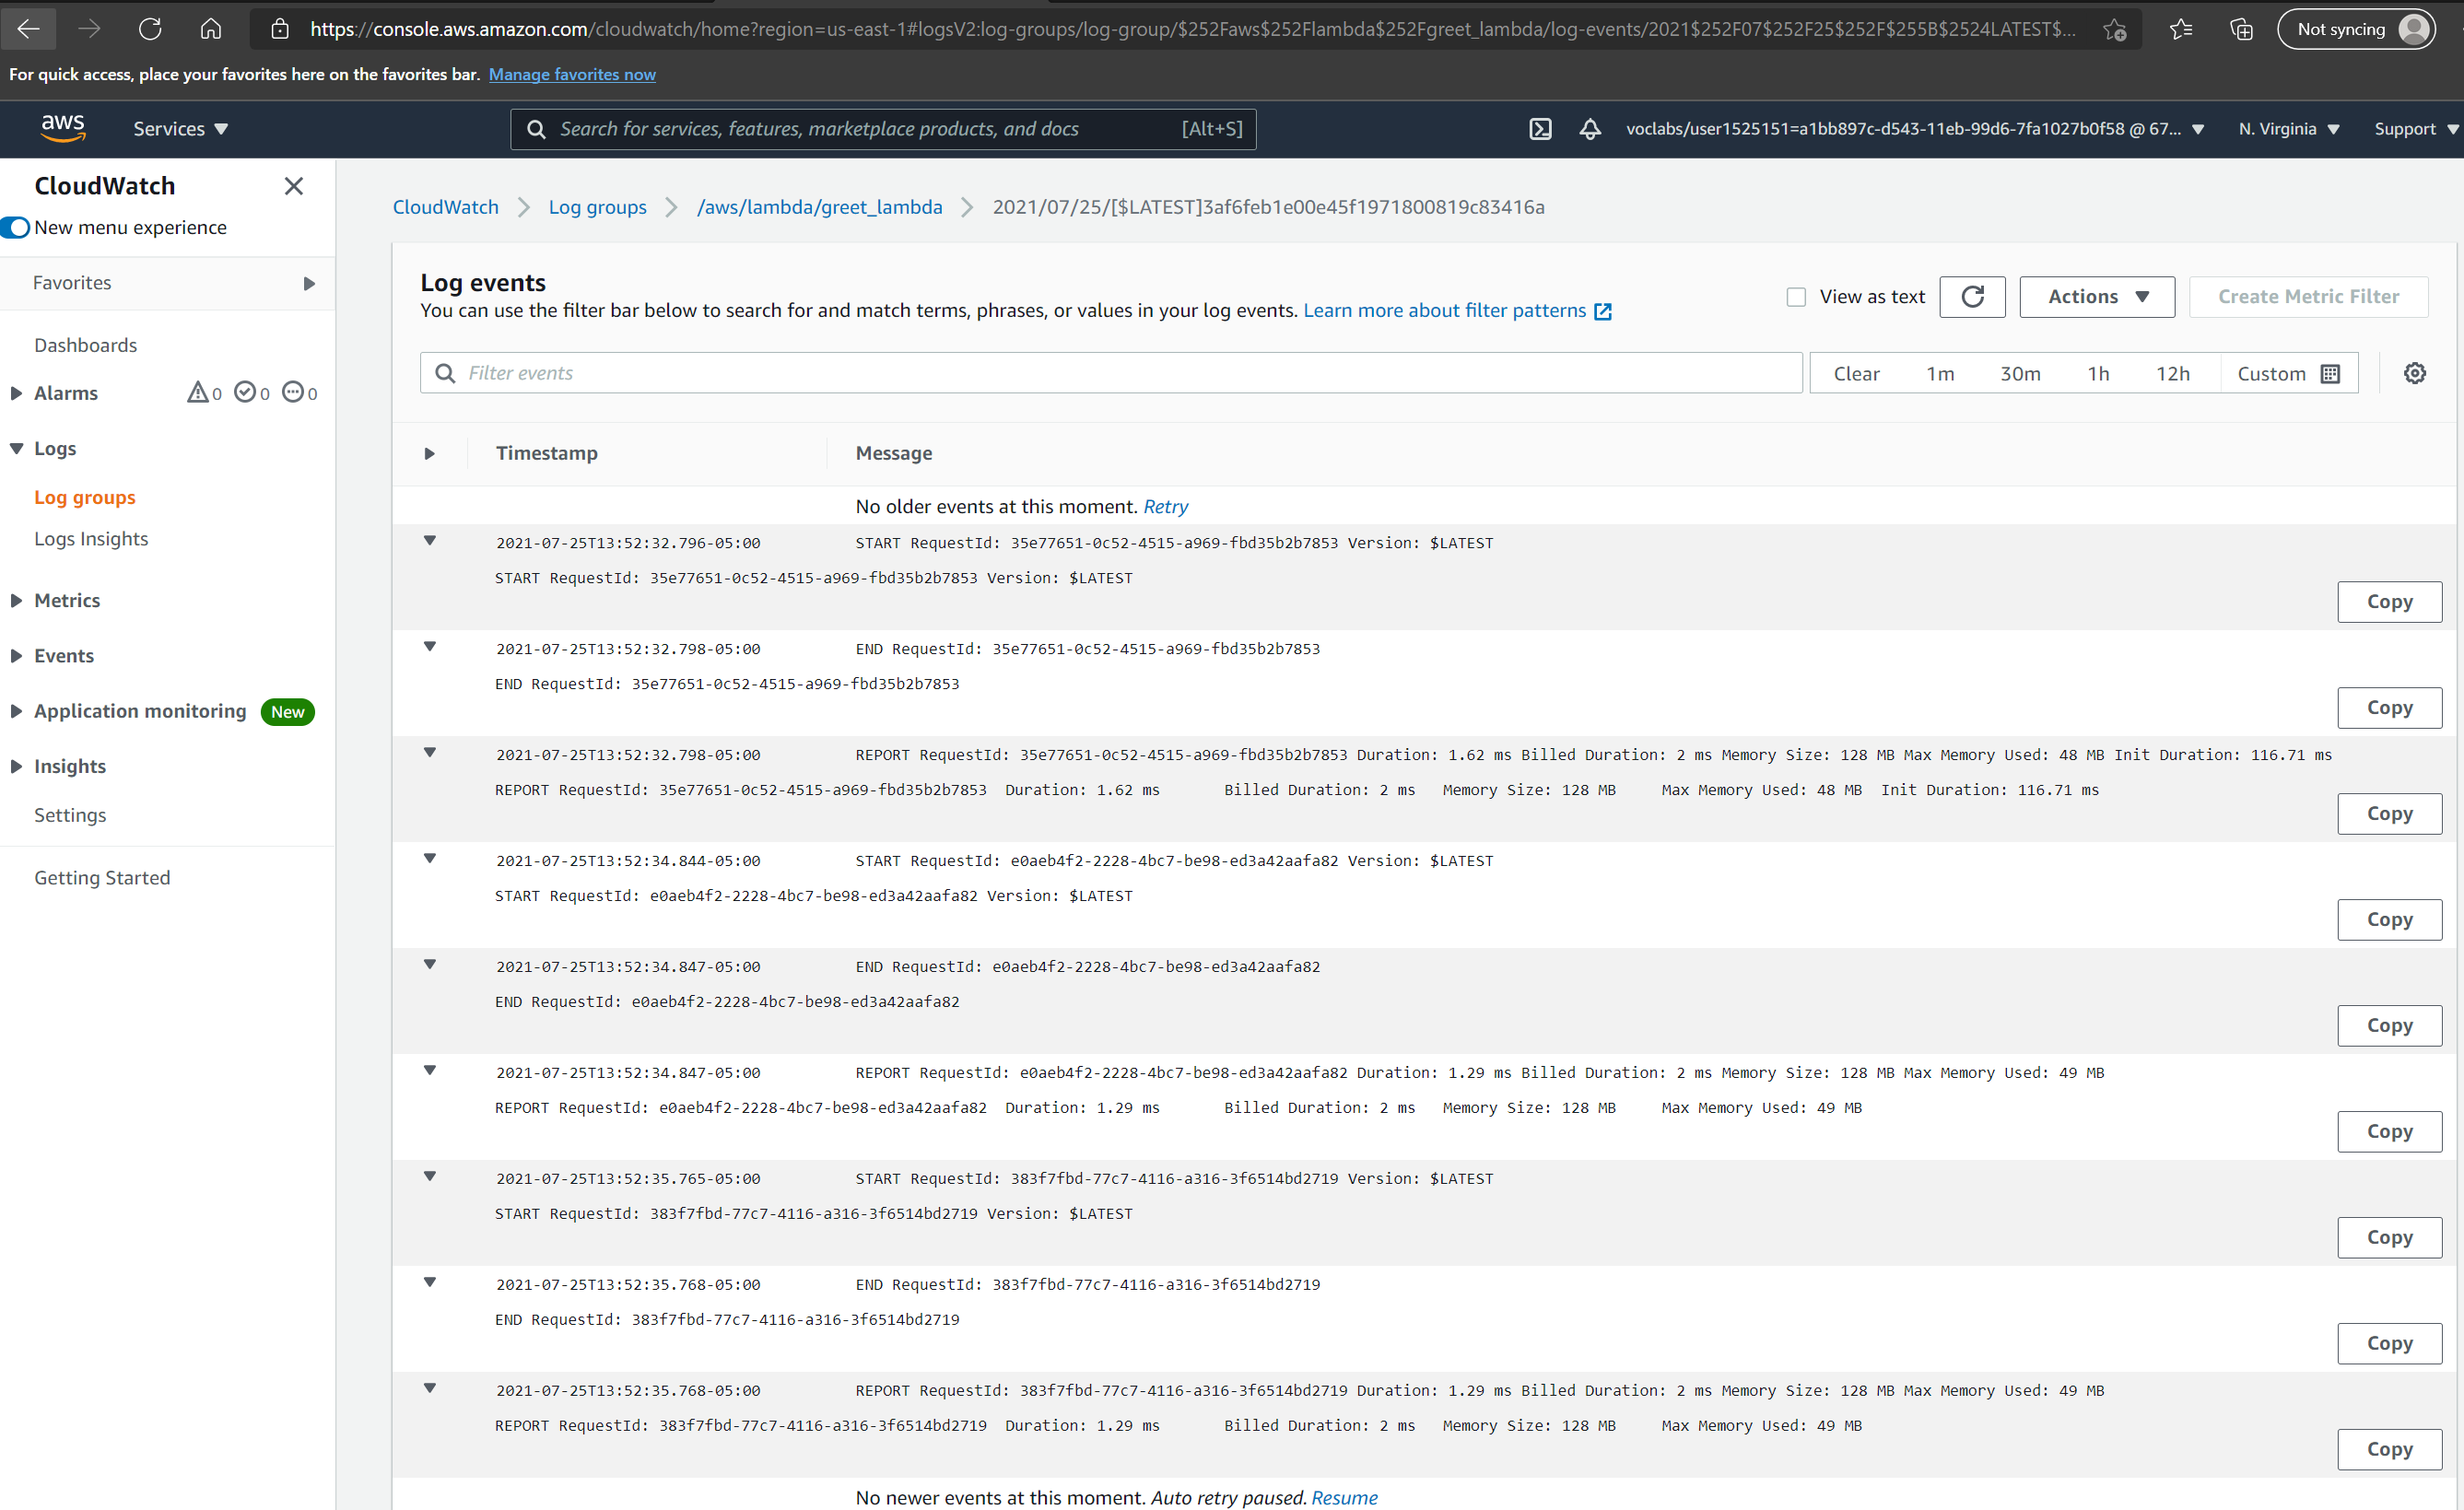 https://console.aws.amazon.com/cloudwatch/home?region=us-east-1#logsV2:log-groups/log-group/$252Faws$252Flambda$252Fgreet_lambda/log-events/2021$252F07$252F25$252F$255B$2524LATEST$...
Not syncing
For quick access, place your favorites here on the favorites bar. Manage favorites now
aws
Services
Search for services, features, marketplace products, and docs [Alt+S]
voclabs/user1525151=a1bb897c-d543-11eb-99d6-7fa1027b0f58 @ 67...
N. Virginia
Support
CloudWatch
New menu experience
Favorites
Dashboards
Alarms 0 0 0
Logs
Log groups
Logs Insights
Metrics
Events
Application monitoring New
Insights
Settings
Getting Started
CloudWatch Log groups /aws/lambda/greet_lambda 2021/07/25/[$LATEST]3af6feb1e00e45f1971800819c83416a
Log events
You can use the filter bar below to search for and match terms, phrases, or values in your log events. Learn more about filter patterns
View as text
Actions
Create Metric Filter
Filter events
Clear 1m 30m 1h 12h Custom
Timestamp Message
No older events at this moment. Retry
2021-07-25T13:52:32.796-05:00 START RequestId: 35e77651-0c52-4515-a969-fbd35b2b7853 Version: $LATEST
START RequestId: 35e77651-0c52-4515-a969-fbd35b2b7853 Version: $LATEST
Copy
2021-07-25T13:52:32.798-05:00 END RequestId: 35e77651-0c52-4515-a969-fbd35b2b7853
END RequestId: 35e77651-0c52-4515-a969-fbd35b2b7853
Copy
2021-07-25T13:52:32.798-05:00 REPORT RequestId: 35e77651-0c52-4515-a969-fbd35b2b7853 Duration: 1.62 ms Billed Duration: 2 ms Memory Size: 128 MB Max Memory Used: 48 MB Init Duration: 116.71 ms
REPORT RequestId: 35e77651-0c52-4515-a969-fbd35b2b7853 Duration: 1.62 ms Billed Duration: 2 ms Memory Size: 128 MB Max Memory Used: 48 MB Init Duration: 116.71 ms
Copy
2021-07-25T13:52:34.844-05:00 START RequestId: e0aeb4f2-2228-4bc7-be98-ed3a42aafa82 Version: $LATEST
START RequestId: e0aeb4f2-2228-4bc7-be98-ed3a42aafa82 Version: $LATEST
Copy
2021-07-25T13:52:34.847-05:00 END RequestId: e0aeb4f2-2228-4bc7-be98-ed3a42aafa82
END RequestId: e0aeb4f2-2228-4bc7-be98-ed3a42aafa82
Copy
2021-07-25T13:52:34.847-05:00 REPORT RequestId: e0aeb4f2-2228-4bc7-be98-ed3a42aafa82 Duration: 1.29 ms Billed Duration: 2 ms Memory Size: 128 MB Max Memory Used: 49 MB
REPORT RequestId: e0aeb4f2-2228-4bc7-be98-ed3a42aafa82 Duration: 1.29 ms Billed Duration: 2 ms Memory Size: 128 MB Max Memory Used: 49 MB
Copy
2021-07-25T13:52:35.765-05:00 START RequestId: 383f7fbd-77c7-4116-a316-3f6514bd2719 Version: $LATEST
START RequestId: 383f7fbd-77c7-4116-a316-3f6514bd2719 Version: $LATEST
Copy
2021-07-25T13:52:35.768-05:00 END RequestId: 383f7fbd-77c7-4116-a316-3f6514bd2719
END RequestId: 383f7fbd-77c7-4116-a316-3f6514bd2719
Copy
2021-07-25T13:52:35.768-05:00 REPORT RequestId: 383f7fbd-77c7-4116-a316-3f6514bd2719 Duration: 1.29 ms Billed Duration: 2 ms Memory Size: 128 MB Max Memory Used: 49 MB
REPORT RequestId: 383f7fbd-77c7-4116-a316-3f6514bd2719 Duration: 1.29 ms Billed Duration: 2 ms Memory Size: 128 MB Max Memory Used: 49 MB
Copy
No newer events at this moment. Auto retry paused. Resume